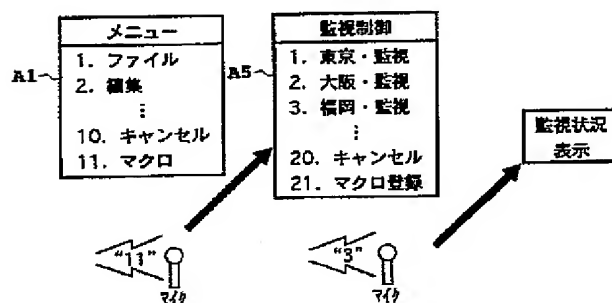 メニュー
A1
1. ファイル
2. 編集
⋮
10. キャンセル
11. マクロ
監視制御
A5
1. 東京・監視
2. 大阪・監視
3. 福岡・監視
⋮
20. キャンセル
21. マクロ登録
監視状況
表示
“11”
マイク
“3”
マイク